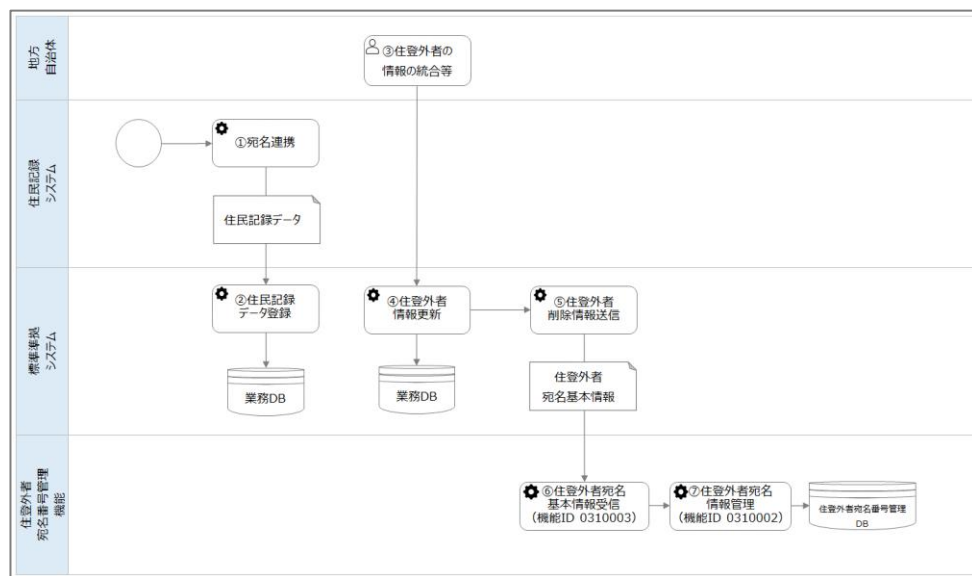 地方
自治体
③住登外者の
情報の統合等
住民記録
システム
①宛名連携
住民記録データ
標準準拠
システム
②住民記録
データ登録
業務DB
④住登外者
情報更新
業務DB
⑤住登外者
削除情報送信
住登外者
宛名基本情報
住登外者
宛名番号管理
機能
⑥住登外者宛名
基本情報受信
（機能ID 0310003）
⑦住登外者宛名
情報管理
（機能ID 0310002）
住登外者宛名番号管理
DB